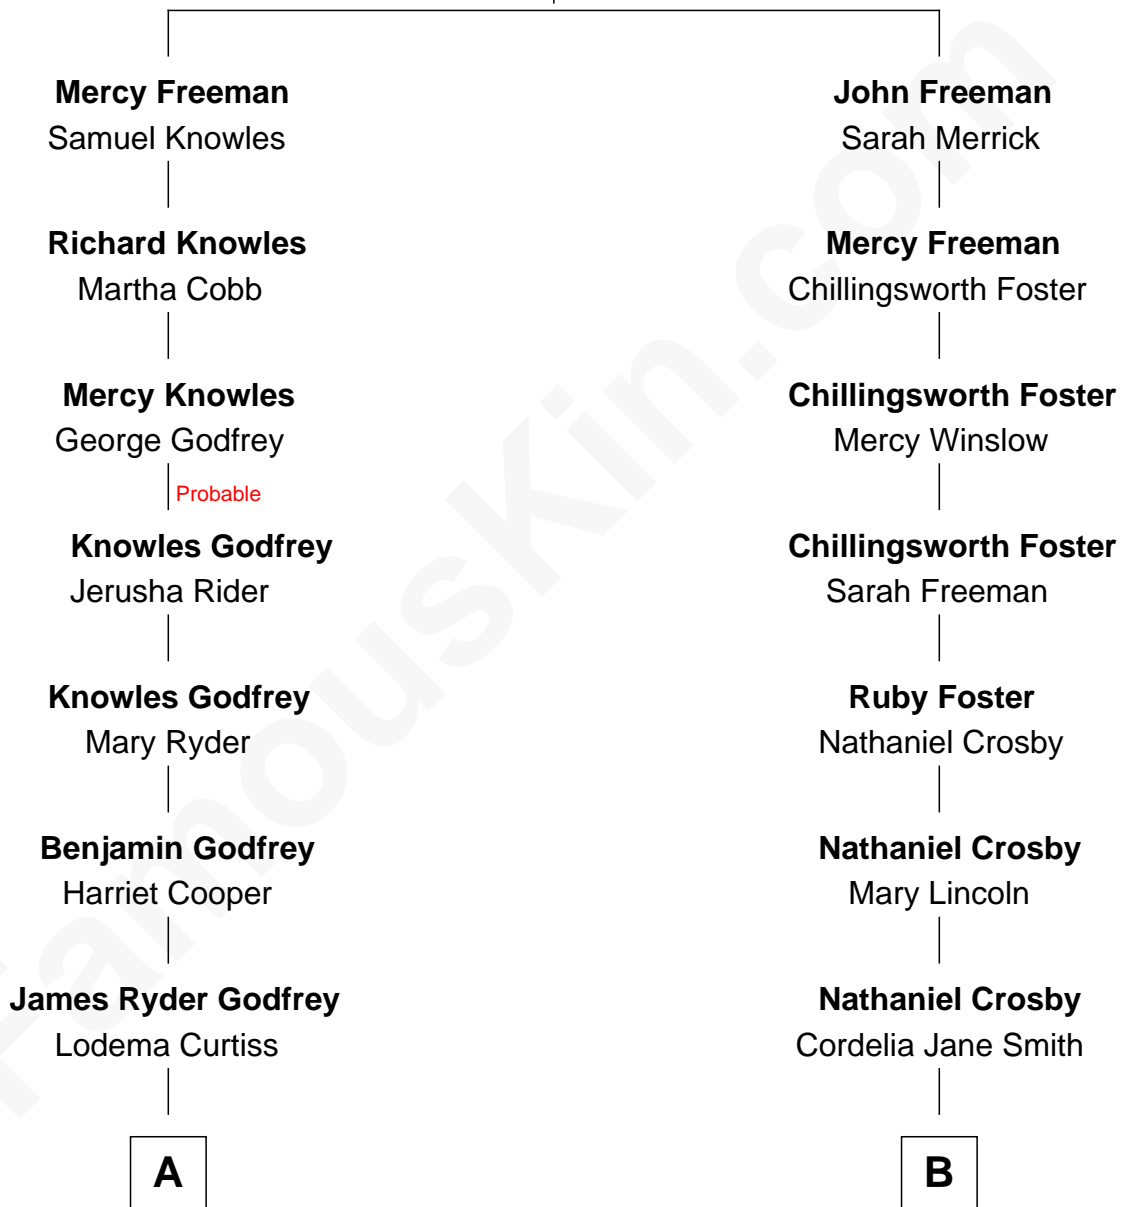 Mercy Freeman
Samuel Knowles
Richard Knowles
Martha Cobb
Mercy Knowles
George Godfrey
Probable
Knowles Godfrey
Jerusha Rider
Knowles Godfrey
Mary Ryder
Benjamin Godfrey
Harriet Cooper
James Ryder Godfrey
Lodema Curtiss
A
John Freeman
Sarah Merrick
Mercy Freeman
Chillingsworth Foster
Chillingsworth Foster
Mercy Winslow
Chillingsworth Foster
Sarah Freeman
Ruby Foster
Nathaniel Crosby
Nathaniel Crosby
Mary Lincoln
Nathaniel Crosby
Cordelia Jane Smith
B
FamousKin.com